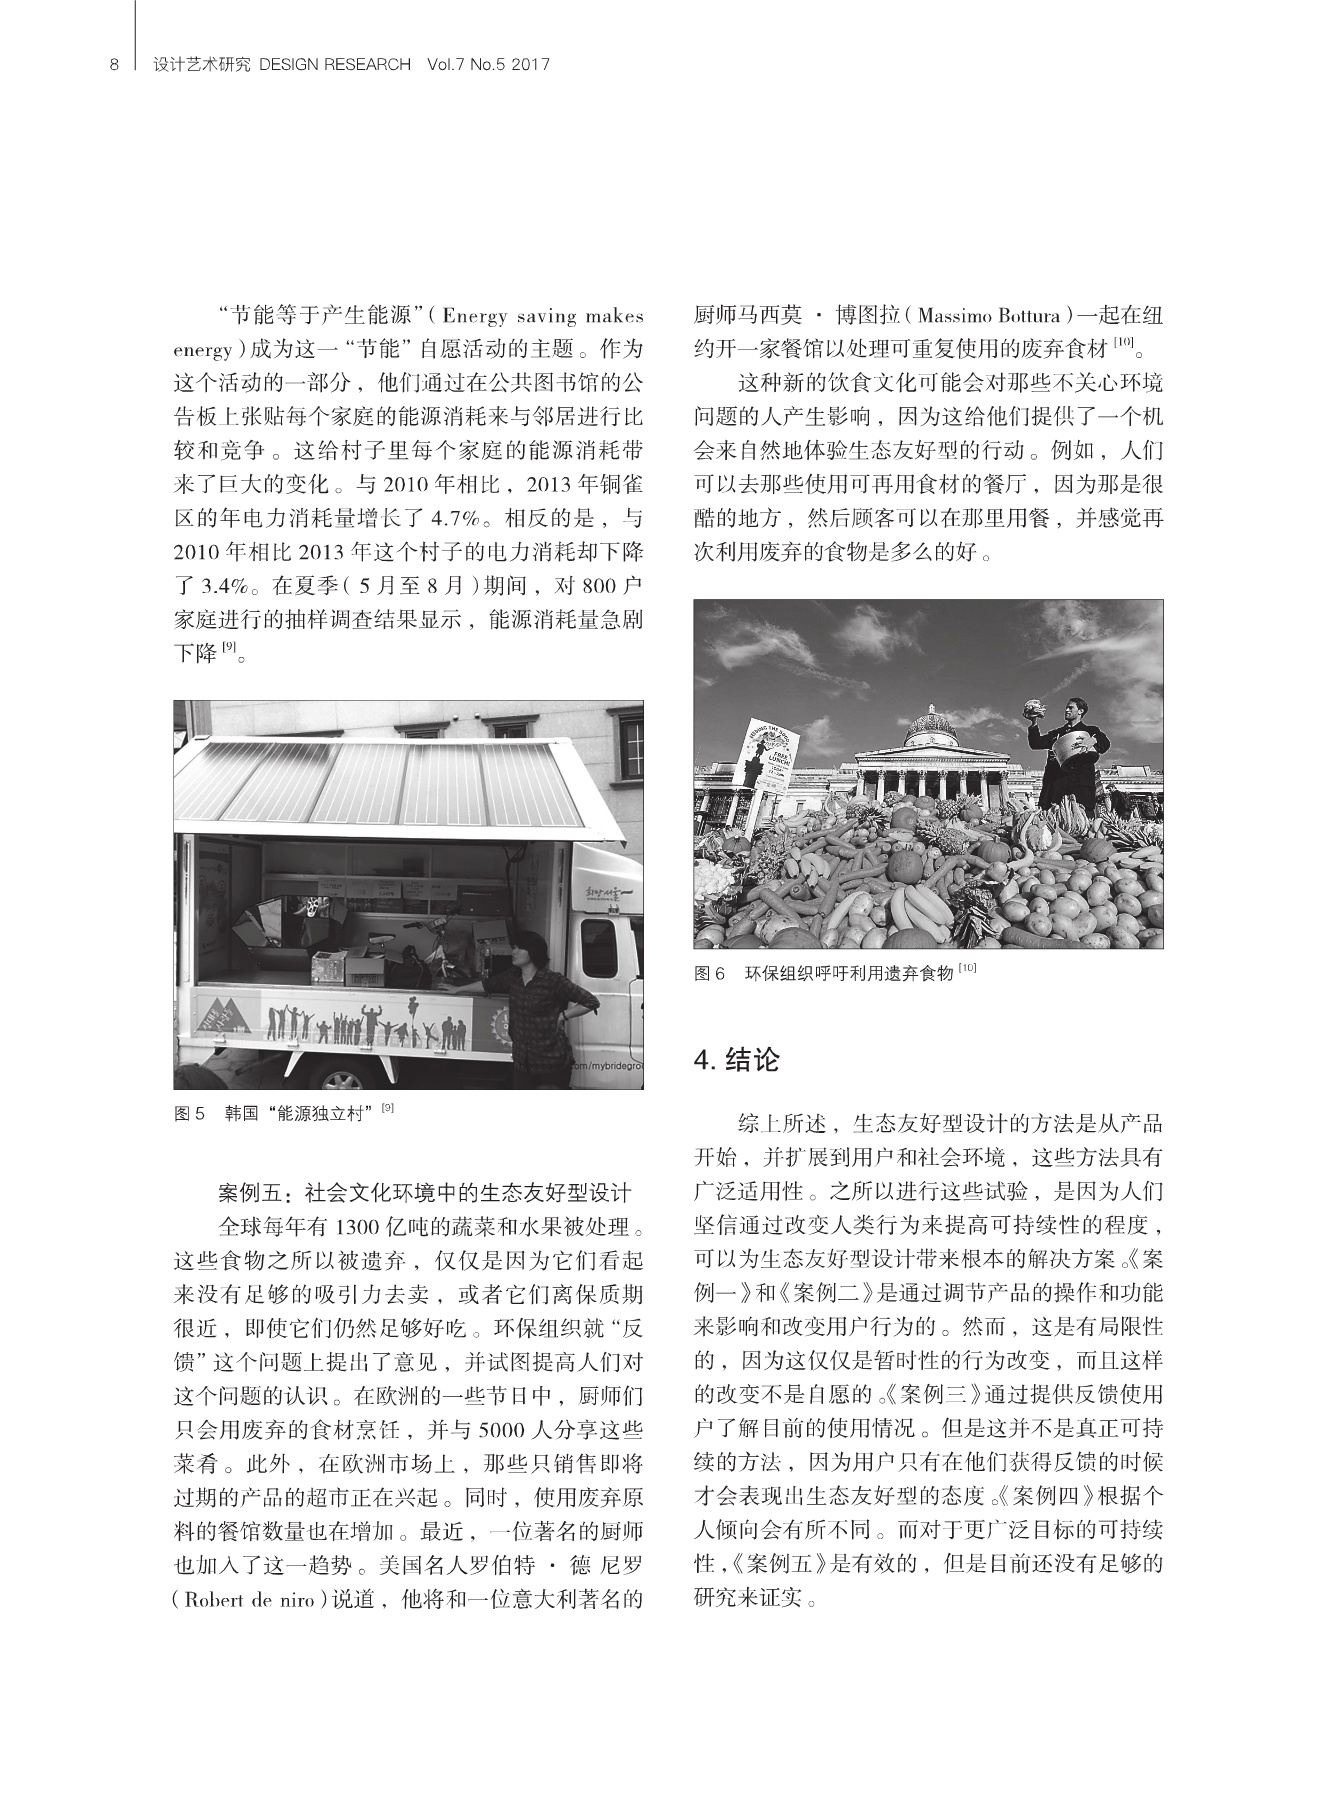 8 设计艺术研究 DESIGN RESEARCH Vol.7 No.5 2017
“节能等于产生能源”( Energy saving makes
energy )成为这一“节能”自愿活动的主题。作为
这个活动的一部分，他们通过在公共图书馆的公
告板上张贴每个家庭的能源消耗来与邻居进行比
较和竞争。这给村子里每个家庭的能源消耗带
来了巨大的变化。与 2010 年相比，2013 年铜雀
区的年电力消耗量增长了 4.7%。相反的是，与
2010 年相比 2013 年这个村子的电力消耗却下降
了 3.4%。在夏季( 5 月至 8 月)期间，对 800 户
家庭进行的抽样调查结果显示，能源消耗量急剧
下降[9]。
희망서울
com/mybridegro
图 5 韩国“能源独立村”[9]
案例五：社会文化环境中的生态友好型设计
全球每年有 1300 亿吨的蔬菜和水果被处理。
这些食物之所以被遗弃，仅仅是因为它们看起
来没有足够的吸引力去卖，或者它们离保质期
很近，即使它们仍然足够好吃。环保组织就“反
馈”这个问题上提出了意见，并试图提高人们对
这个问题的认识。在欧洲的一些节日中，厨师们
只会用废弃的食材烹饪，并与 5000 人分享这些
菜肴。此外，在欧洲市场上，那些只销售即将
过期的产品的超市正在兴起。同时，使用废弃原
料的餐馆数量也在增加。最近，一位著名的厨师
也加入了这一趋势。美国名人罗伯特 · 德 尼罗
( Robert de niro )说道，他将和一位意大利著名的
厨师马西莫 · 博图拉( Massimo Bottura )一起在纽
约开一家餐馆以处理可重复使用的废弃食材[10]。
这种新的饮食文化可能会对那些不关心环境
问题的人产生影响，因为这给他们提供了一个机
会来自然地体验生态友好型的行动。例如，人们
可以去那些使用可再用食材的餐厅，因为那是很
酷的地方，然后顾客可以在那里用餐，并感觉再
次利用废弃的食物是多么的好。
FEEDING THE 5000
FREE
LUNCH!
图 6 环保组织呼吁利用遗弃食物[10]
4. 结论
综上所述，生态友好型设计的方法是从产品
开始，并扩展到用户和社会环境，这些方法具有
广泛适用性。之所以进行这些试验，是因为人们
坚信通过改变人类行为来提高可持续性的程度，
可以为生态友好型设计带来根本的解决方案。《案
例一》和《案例二》是通过调节产品的操作和功能
来影响和改变用户行为的。然而，这是有局限性
的，因为这仅仅是暂时性的行为改变，而且这样
的改变不是自愿的。《案例三》通过提供反馈使用
户了解目前的使用情况。但是这并不是真正可持
续的方法，因为用户只有在他们获得反馈的时候
才会表现出生态友好型的态度。《案例四》根据个
人倾向会有所不同。而对于更广泛目标的可持续
性，《案例五》是有效的，但是目前还没有足够的
研究来证实。